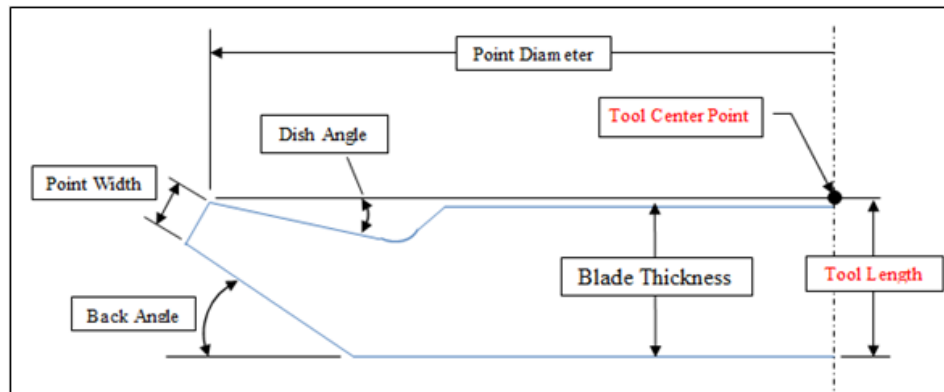 Point Diameter
Tool Center Point
Dish Angle
Point Width
Blade Thickness
Tool Length
Back Angle